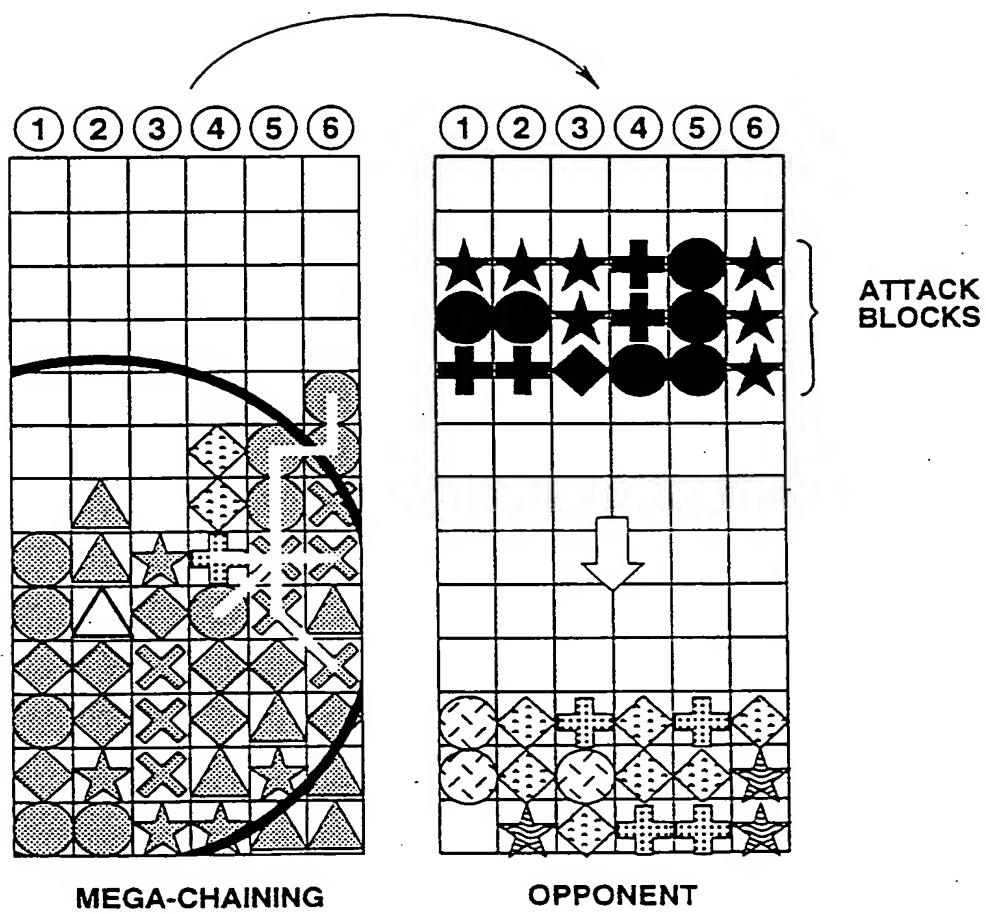 1 2 3 4 5 6
1 2 3 4 5 6
ATTACK
BLOCKS
MEGA-CHAINING
OPPONENT